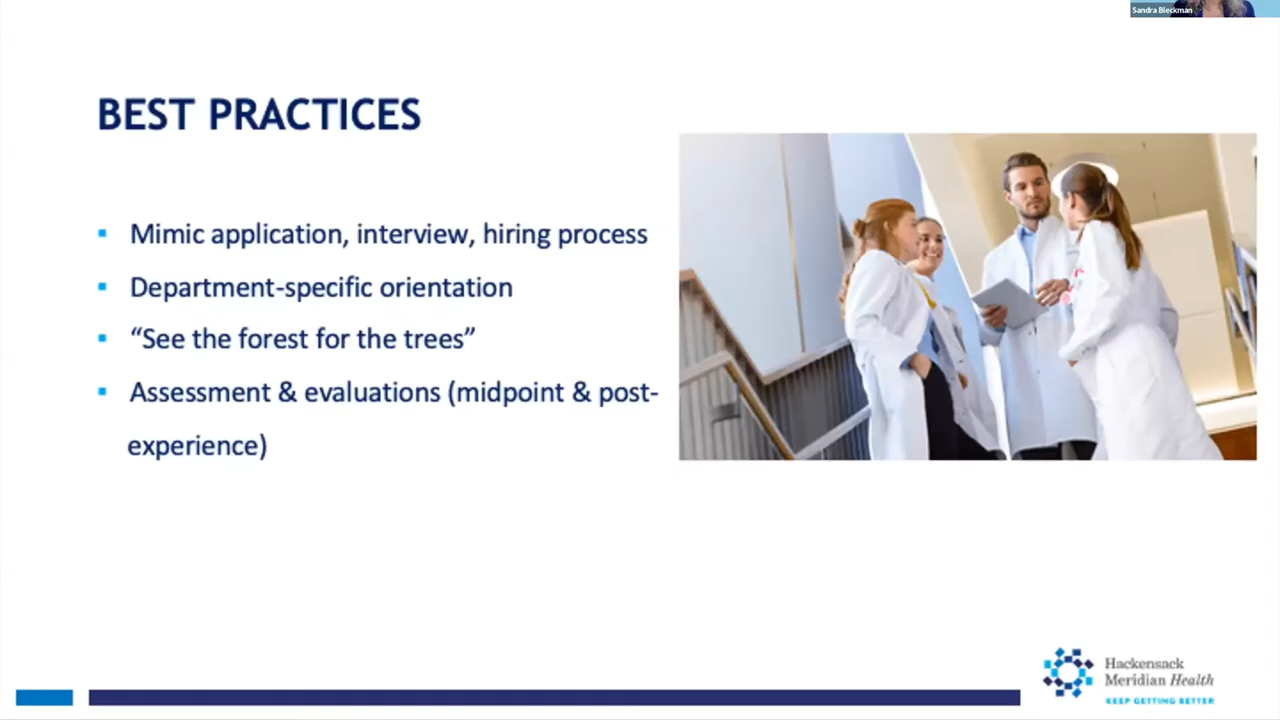 Sandra Bleckman
BEST PRACTICES
▪ Mimic application, interview, hiring process
▪ Department-specific orientation
▪ “See the forest for the trees”
▪ Assessment & evaluations (midpoint & post-
experience)
Hackensack
Meridian Health
KEEP GETTING BETTER